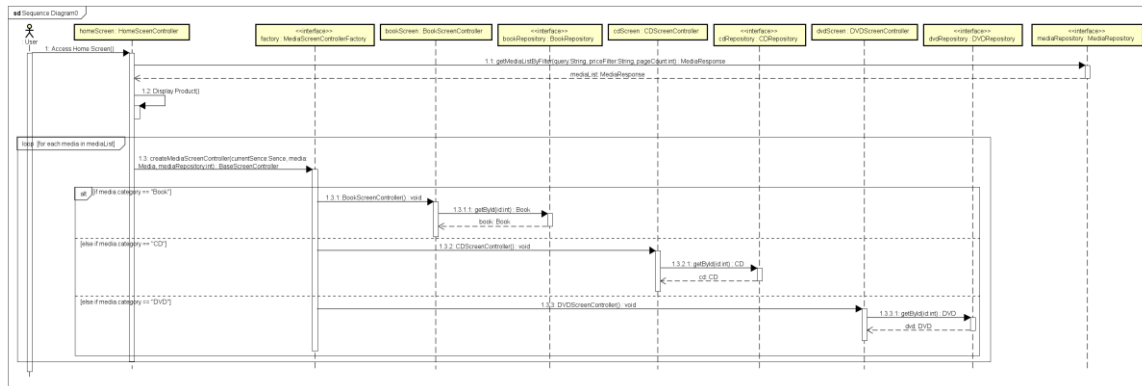 sd Sequence Diagram0
User
homeScreen : HomeSceenController
<<interface>>
factory : MediaScreenControllerFactory
bookScreen : BookScreenController
<<interface>>
bookRepository : BookRepository
cdScreen : CDScreenController
<<interface>>
cdRepository : CDRepository
dvdScreen : DVDScreenController
<<interface>>
dvdRepository : DVDRepository
<<interface>>
mediaRepository : MediaRepository
1: Access Home Screen()
1.1: getMediaListByFilter(query:String, priceFilter:String, pageCount:int) : MediaResponse
mediaList: MediaResponse
1.2: Display Product()
loop [for each media in mediaList]
1.3: createMediaScreenController(currentSence:Sence, media:
Media, mediaRepository:int) : BaseScreenController
alt [if media.category == "Book"]
1.3.1: BookScreenController() : void
1.3.1.1: getById(id:int) : Book
book: Book
[else if media.category == "CD"]
1.3.2: CDScreenController() : void
1.3.2.1: getById(id:int) : CD
cd: CD
[else if media.category == "DVD"]
1.3.3: DVDScreenController() : void
1.3.3.1: getById(id:int) : DVD
dvd: DVD